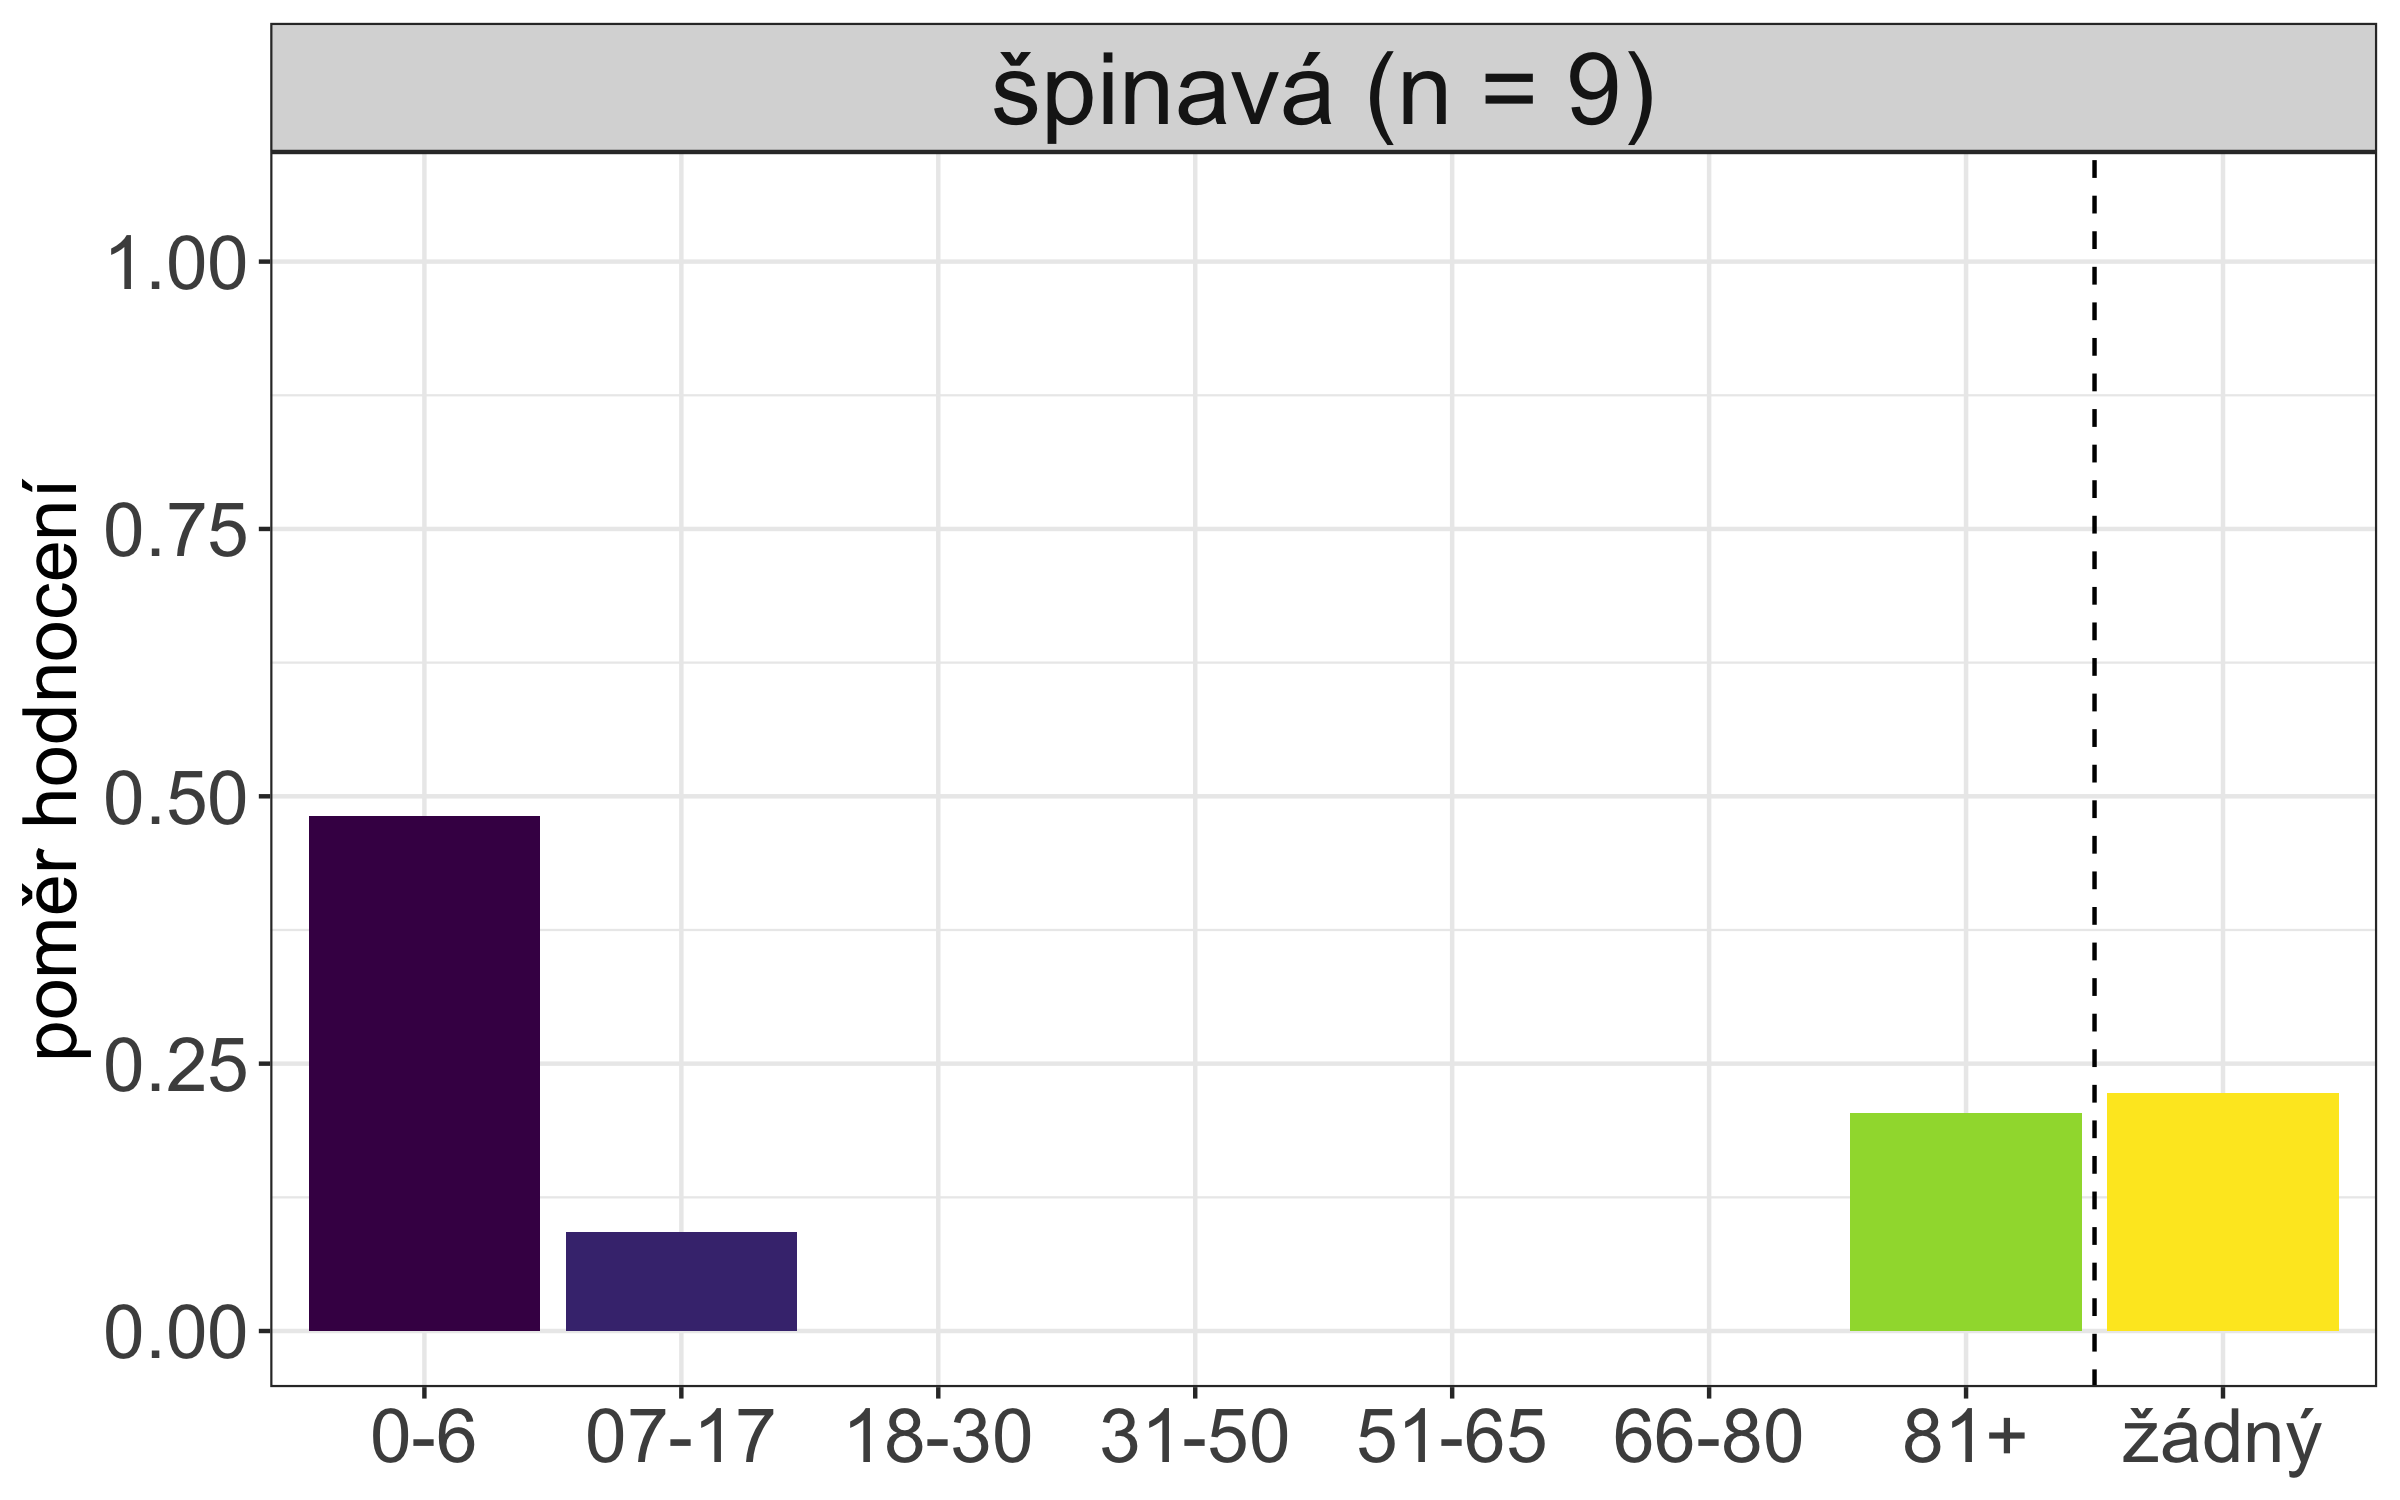 špinavá (n = 9)
poměr hodnocení
1.00
0.75
0.50
0.25
0.00
0-6 07-17 18-30 31-50 51-65 66-80 81+ žádný